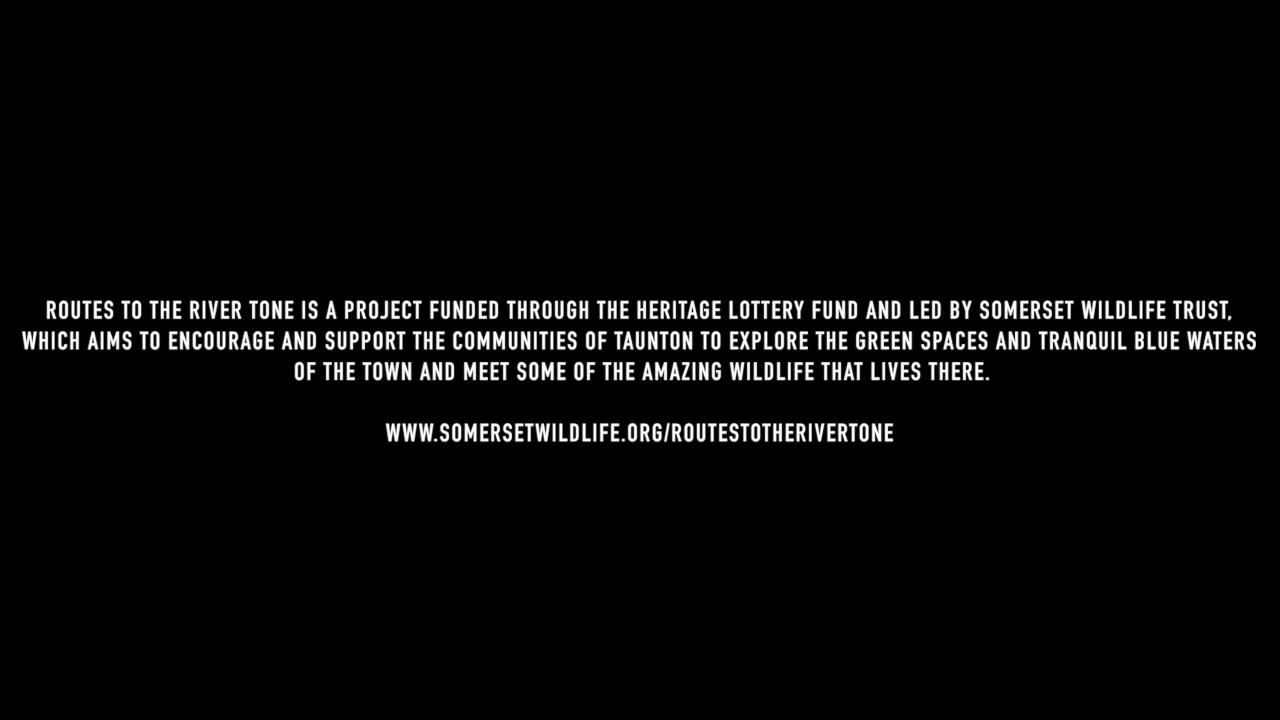 ROUTES TO THE RIVER TONE IS A PROJECT FUNDED THROUGH THE HERITAGE LOTTERY FUND AND LED BY SOMERSET WILDLIFE TRUST,
WHICH AIMS TO ENCOURAGE AND SUPPORT THE COMMUNITIES OF TAUNTON TO EXPLORE THE GREEN SPACES AND TRANQUIL BLUE WATERS
OF THE TOWN AND MEET SOME OF THE AMAZING WILDLIFE THAT LIVES THERE.
WWW.SOMERSETWILDLIFE.ORG/ROUTESTOTHERIVERTONE